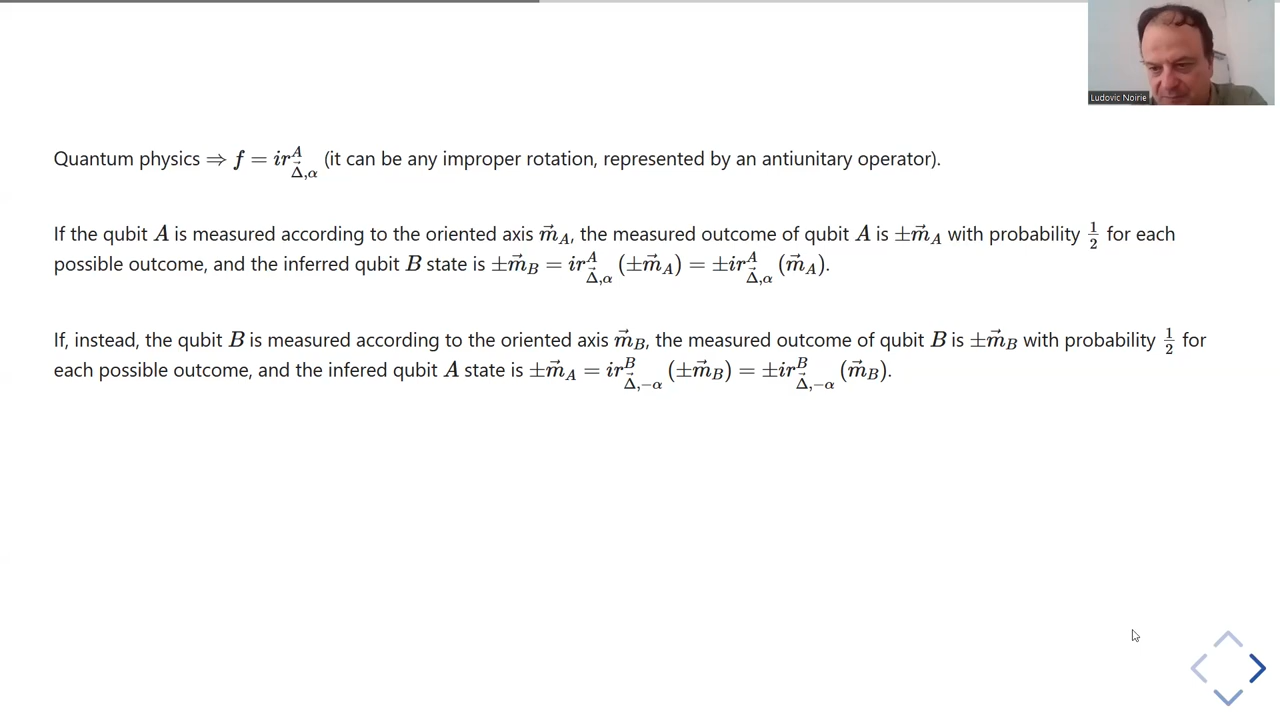 Ludovic Noirie
Quantum physics ⇒ f = ir^A_{Δ⃗,α} (it can be any improper rotation, represented by an antiunitary operator).
If the qubit A is measured according to the oriented axis m⃗_A, the measured outcome of qubit A is ±m⃗_A with probability 1/2 for each
possible outcome, and the inferred qubit B state is ±m⃗_B = ir^A_{Δ⃗,α} (±m⃗_A) = ±ir^A_{Δ⃗,α} (m⃗_A).
If, instead, the qubit B is measured according to the oriented axis m⃗_B, the measured outcome of qubit B is ±m⃗_B with probability 1/2 for
each possible outcome, and the infered qubit A state is ±m⃗_A = ir^B_{Δ⃗,−α} (±m⃗_B) = ±ir^B_{Δ⃗,−α} (m⃗_B).